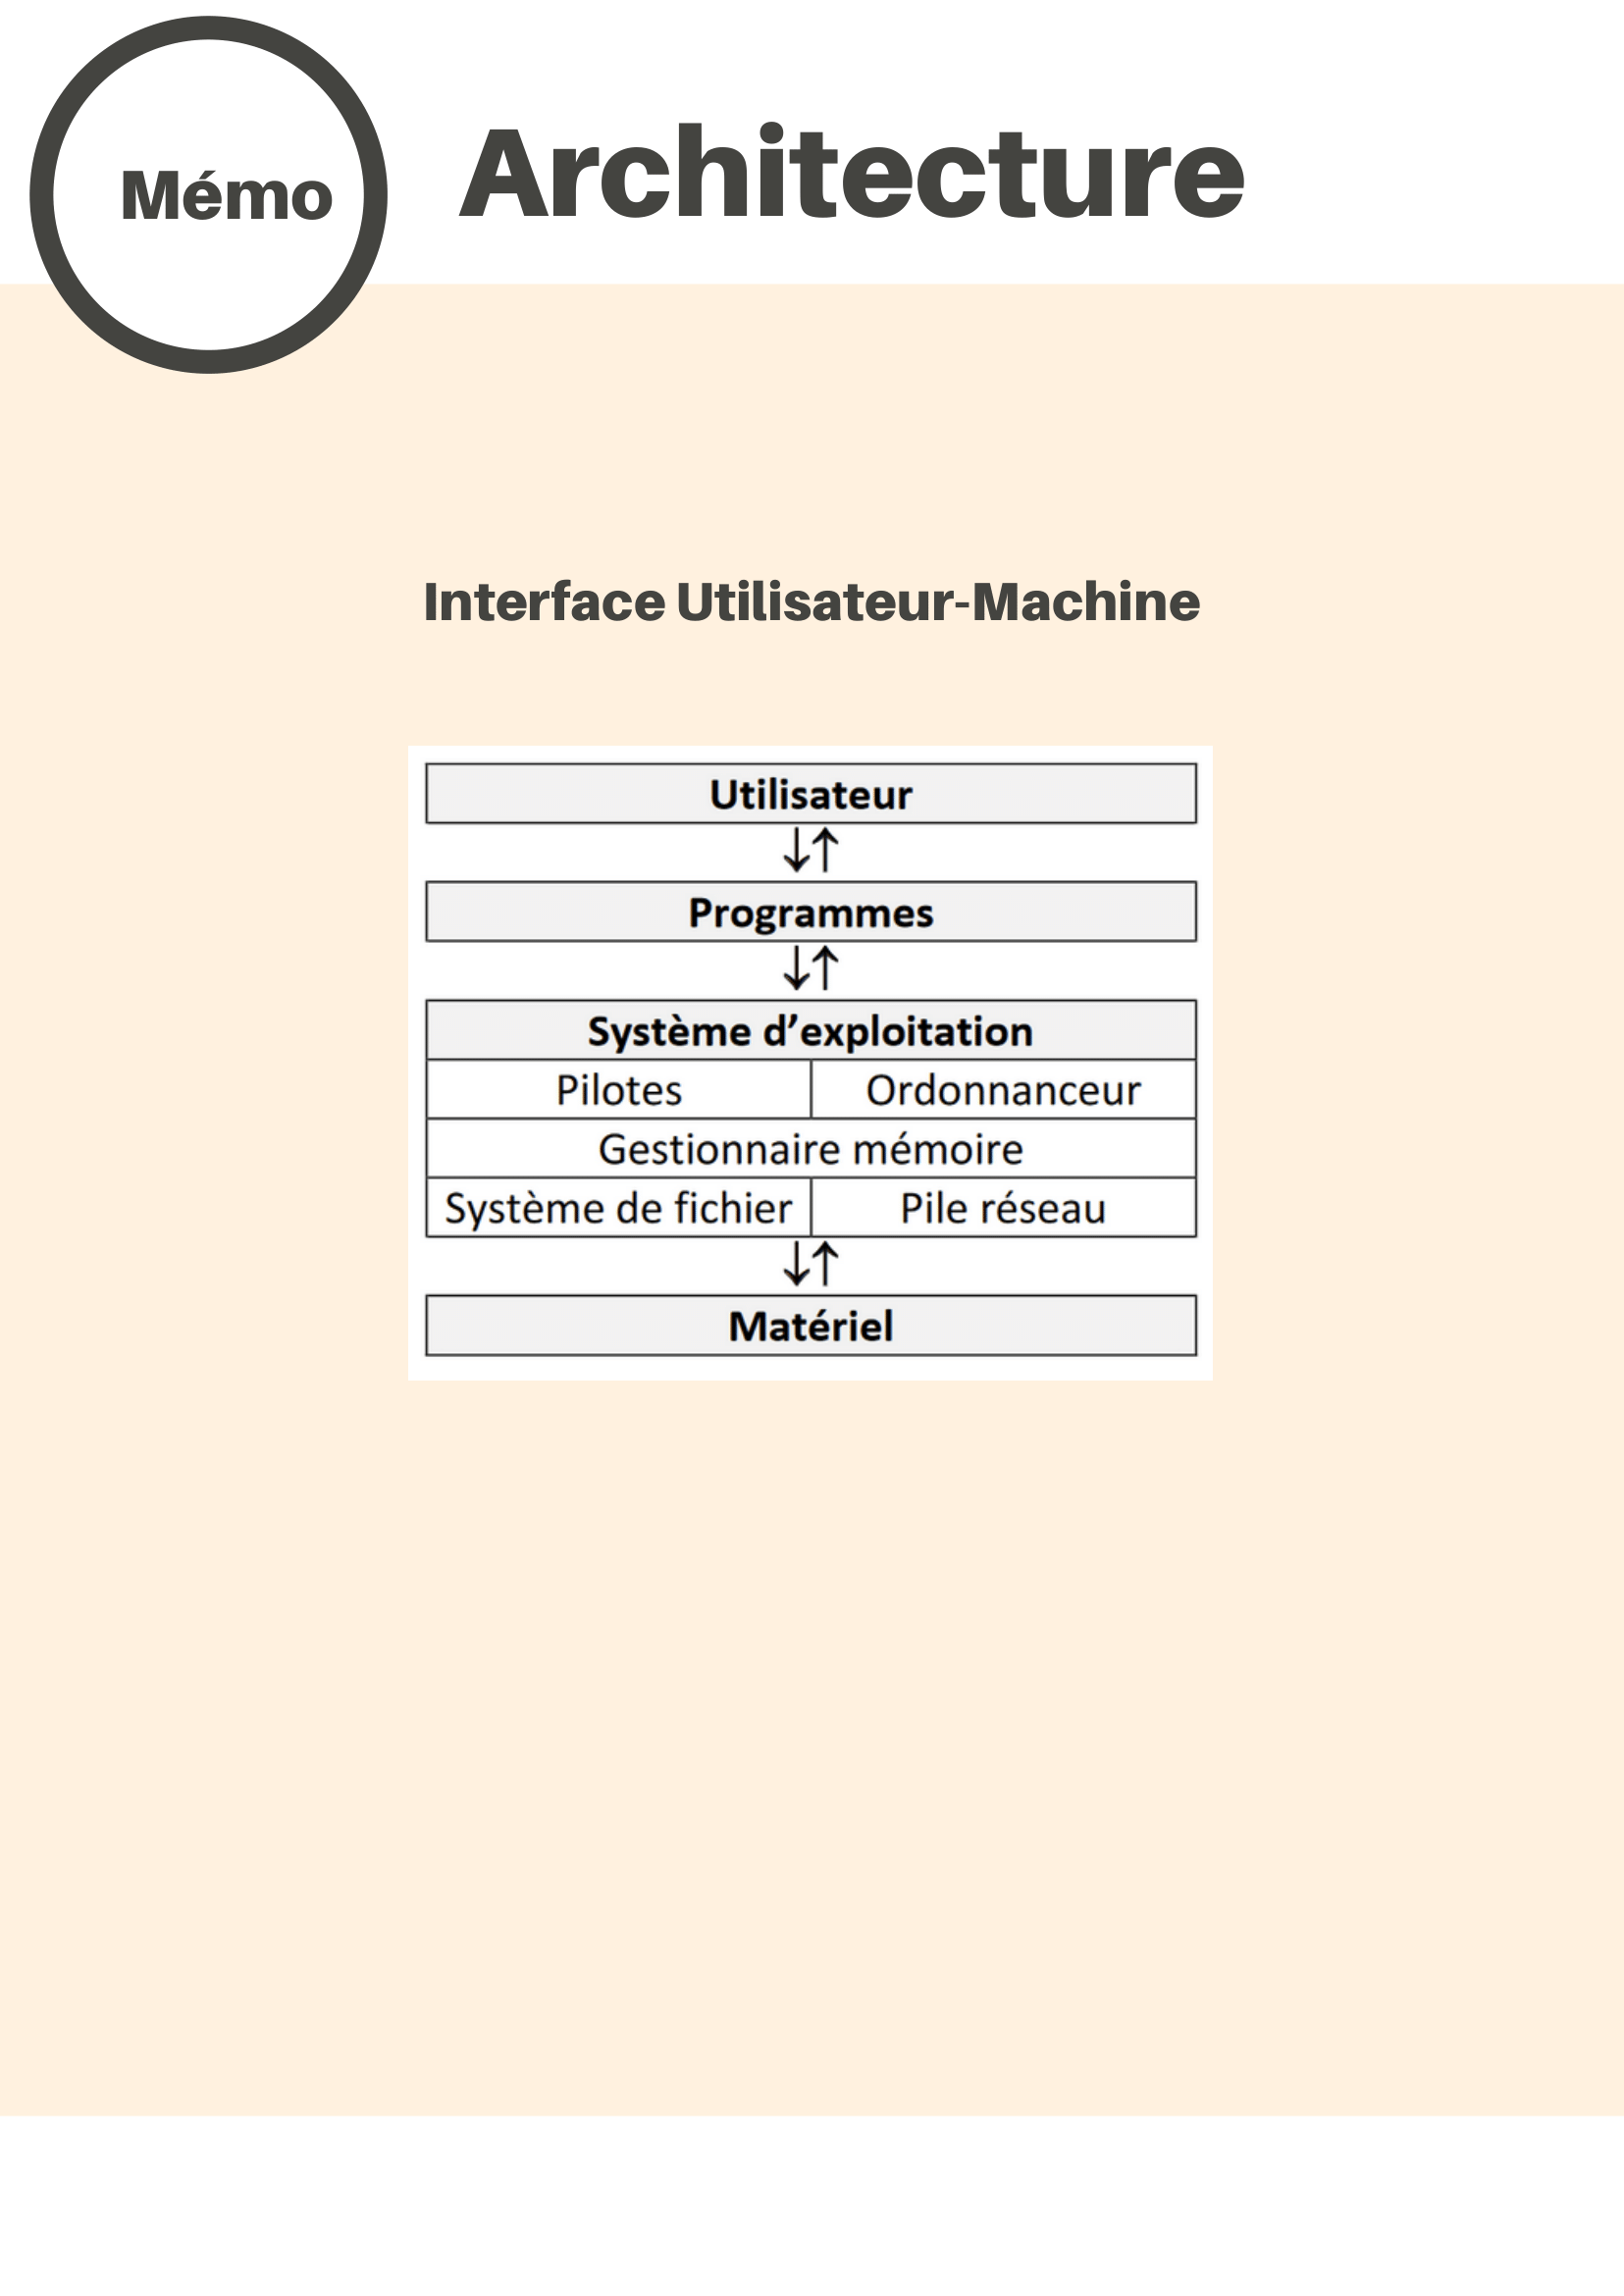 Mémo
Architecture
Interface Utilisateur-Machine
Utilisateur
↓↑
Programmes
↓↑
Système d’exploitation
Pilotes Ordonnanceur
Gestionnaire mémoire
Système de fichier Pile réseau
↓↑
Matériel